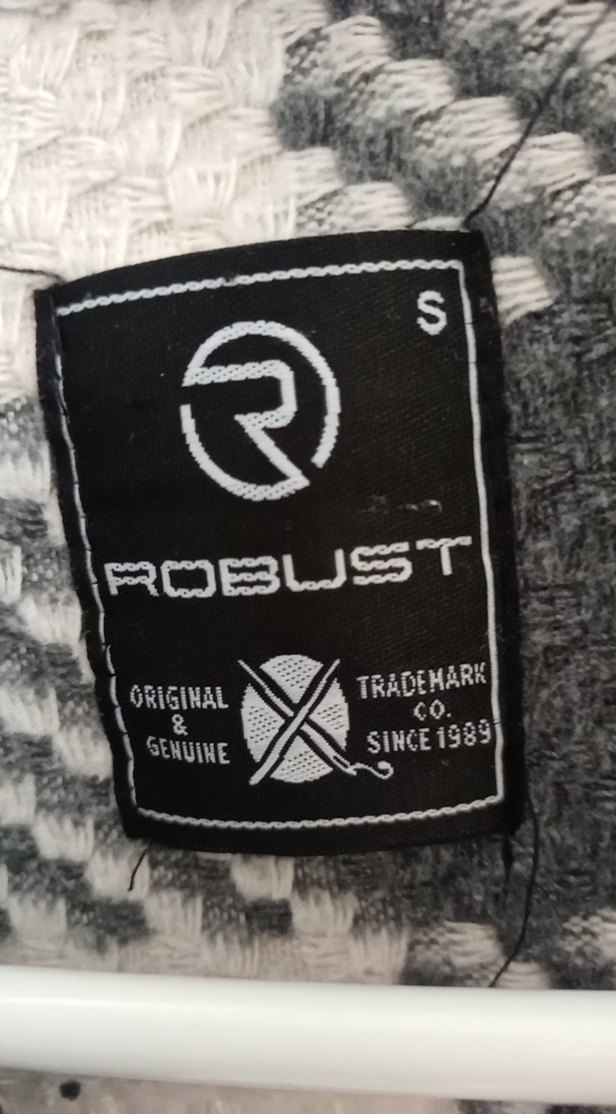 S
R
ROBUST
ORIGINAL
&
GENUINE
TRADEMARK
CO.
SINCE 1989